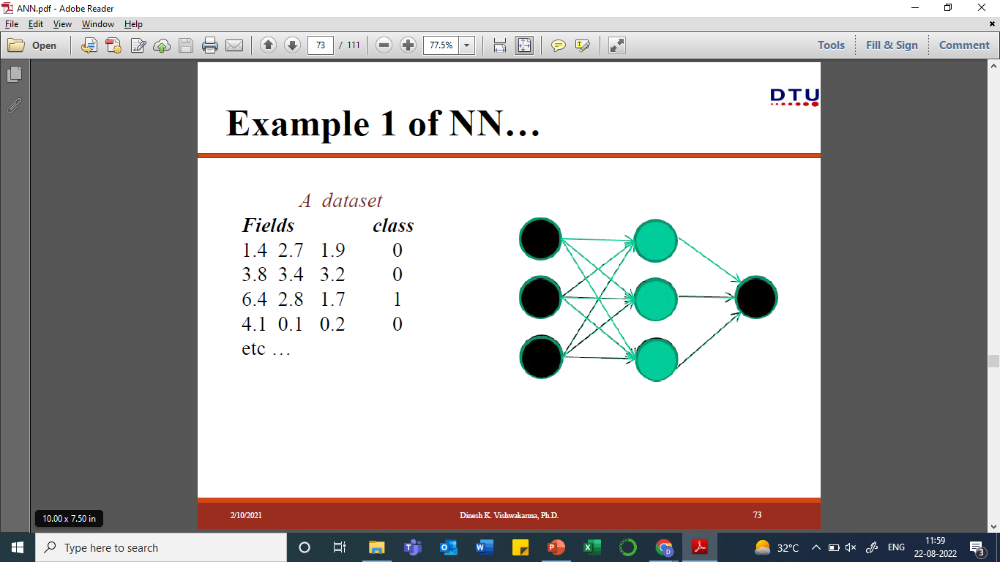 ANN.pdf - Adobe Reader
File Edit View Window Help
Open 73 / 111 77.5% Tools Fill & Sign Comment
DTU
Example 1 of NN…
A dataset
Fields class
1.4 2.7 1.9 0
3.8 3.4 3.2 0
6.4 2.8 1.7 1
4.1 0.1 0.2 0
etc …
2/10/2021 Dinesh K. Vishwakarma, Ph.D. 73
10.00 x 7.50 in
Type here to search 32°C ENG 11:59
22-08-2022 3